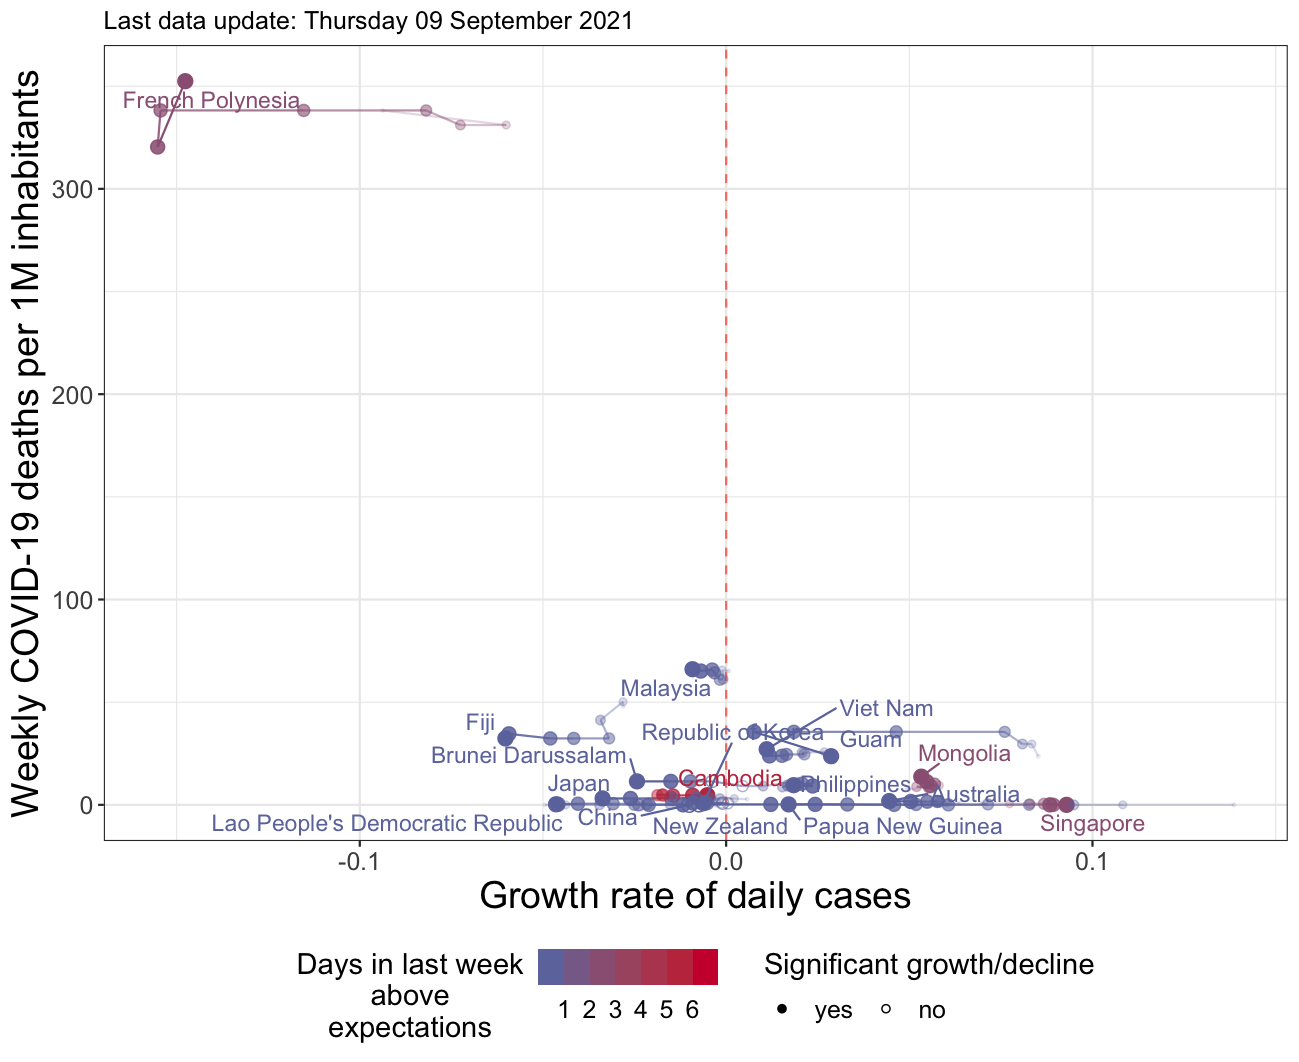 Last data update: Thursday 09 September 2021
Weekly COVID-19 deaths per 1M inhabitants
300
200
100
0
French Polynesia
Malaysia
Viet Nam
Fiji
Republic of Korea
Guam
Brunei Darussalam
Mongolia
Japan
Cambodia
Philippines
Australia
Lao People's Democratic Republic
China
New Zealand
Papua New Guinea
Singapore
-0.1
0.0
0.1
Growth rate of daily cases
Days in last week
above
expectations
1 2 3 4 5 6
Significant growth/decline
yes
no